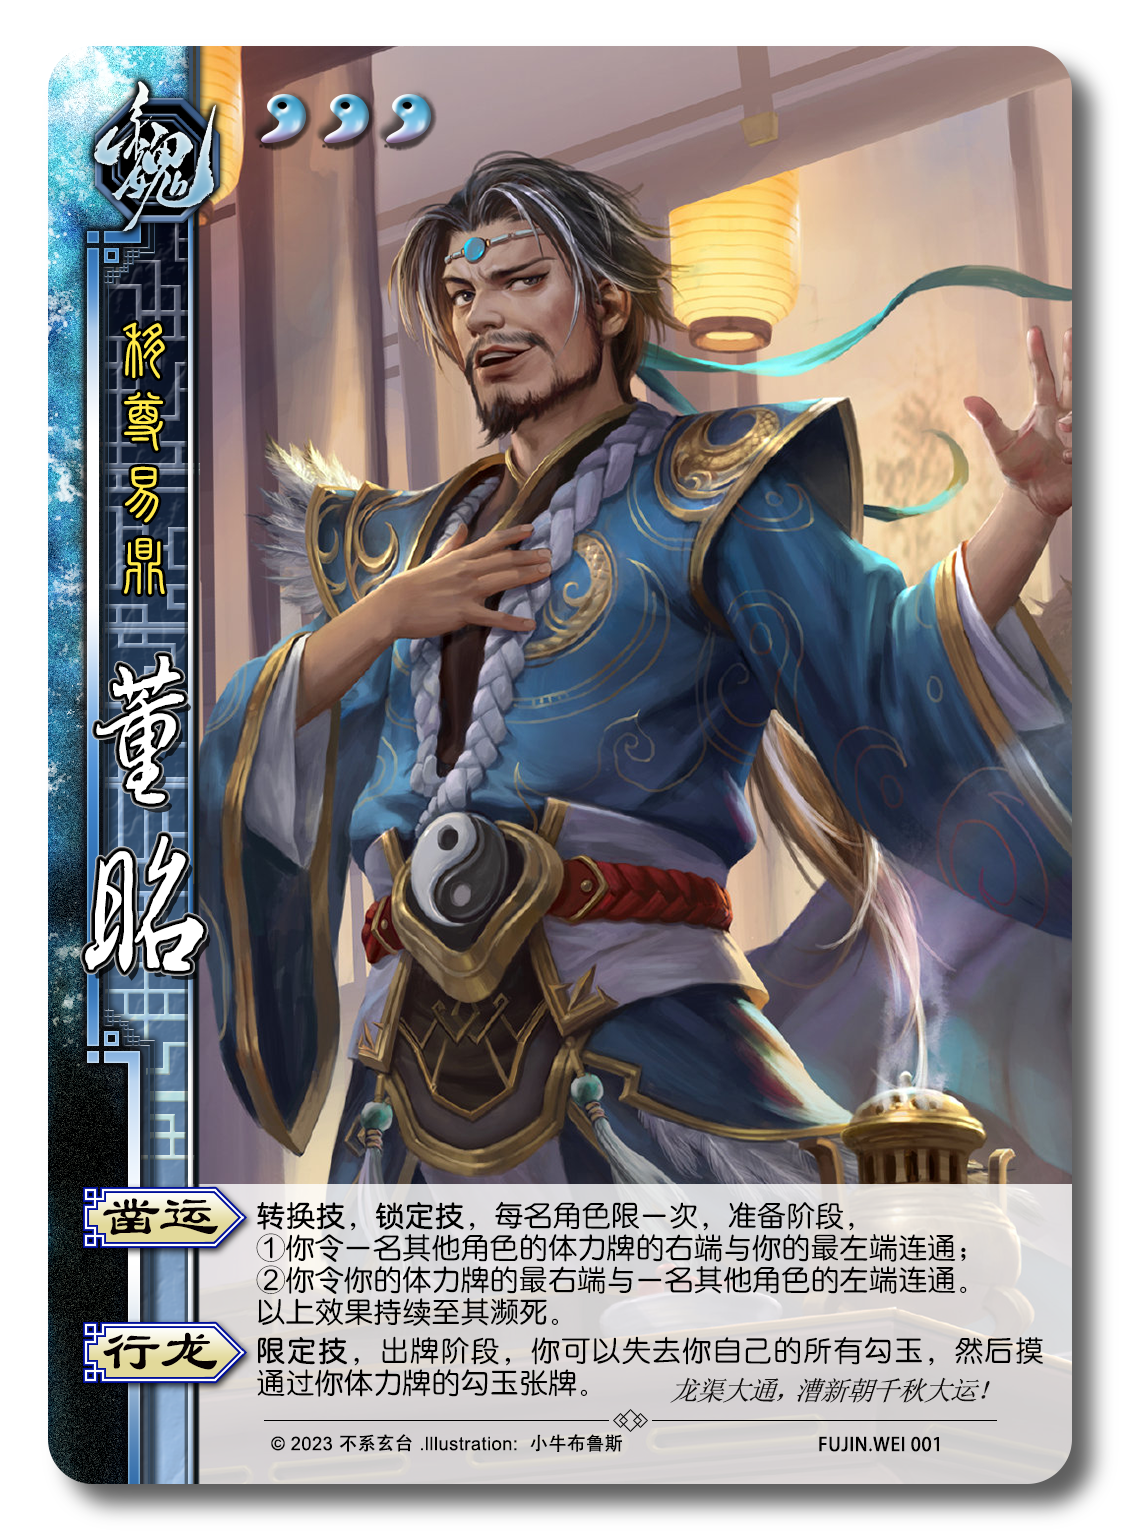 魏
移尊易鼎
董昭
凿运
转换技，锁定技，每名角色限一次，准备阶段，
①你令一名其他角色的体力牌的右端与你的最左端连通；
②你令你的体力牌的最右端与一名其他角色的左端连通。
以上效果持续至其濒死。
行龙
限定技，出牌阶段，你可以失去你自己的所有勾玉，然后摸
通过你体力牌的勾玉张牌。
龙渠大通，漕新朝千秋大运！
© 2023 不系玄台 .Illustration: 小牛布鲁斯
FUJIN.WEI 001